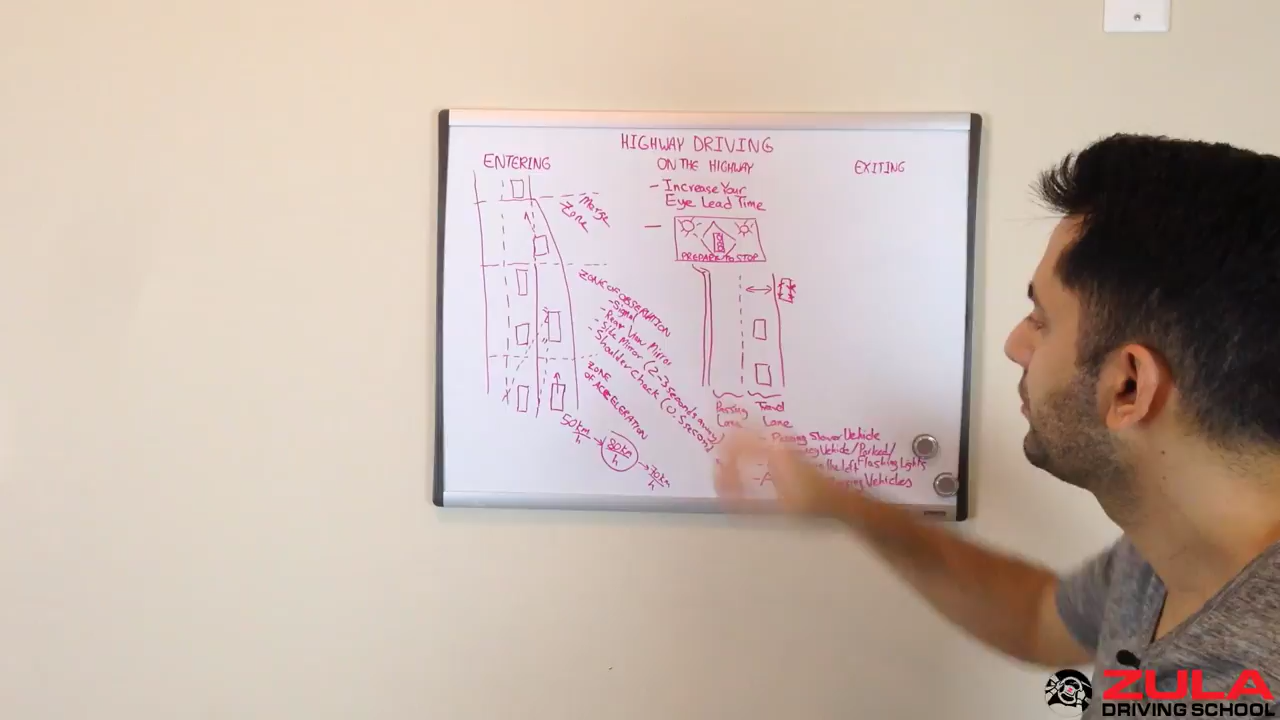 HIGHWAY DRIVING
ENTERING
ON THE HIGHWAY
EXITING
- Increase Your
Eye Lead Time
Merge
Zone
-
PREPARE TO STOP
ZONE OF OBSERVATION
- Signal
- Rear View Mirror
- Side Mirror (2-3 seconds away)
- Shoulder Check (0.5 second)
ZONE
OF ACCELERATION
50 km/h → 80 km/h → 70 km/h
Passing Lane
Travel Lane
- Passing Slower Vehicle
Vehicle/Parked/
Flashing Lights
the left
Vehicles
ZULA
DRIVING SCHOOL